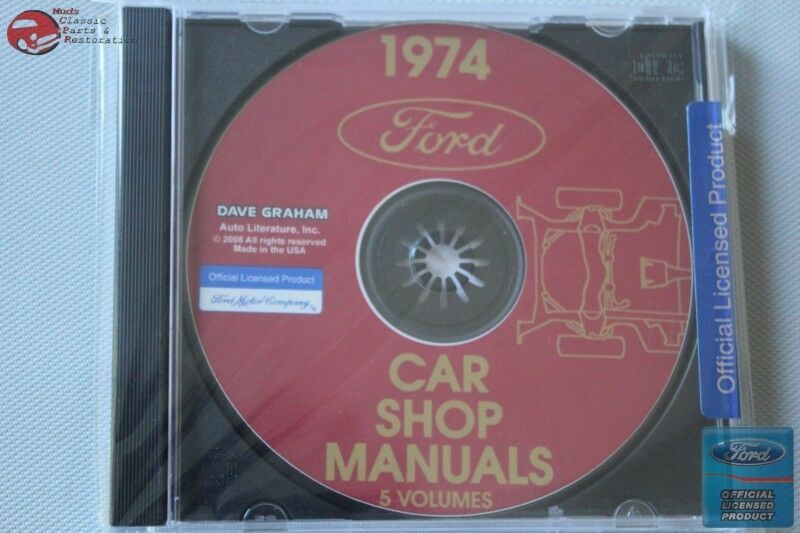 Huds
Classic
Parts &
Restoration
1974
Ford
DAVE GRAHAM
Auto Literature, Inc.
© 2008 All rights reserved
Made in the USA
Official Licensed Product
Ford Motor Company
CAR
SHOP
MANUALS
5 VOLUMES
Official Licensed Product
Ford
OFFICIAL
LICENSED
PRODUCT